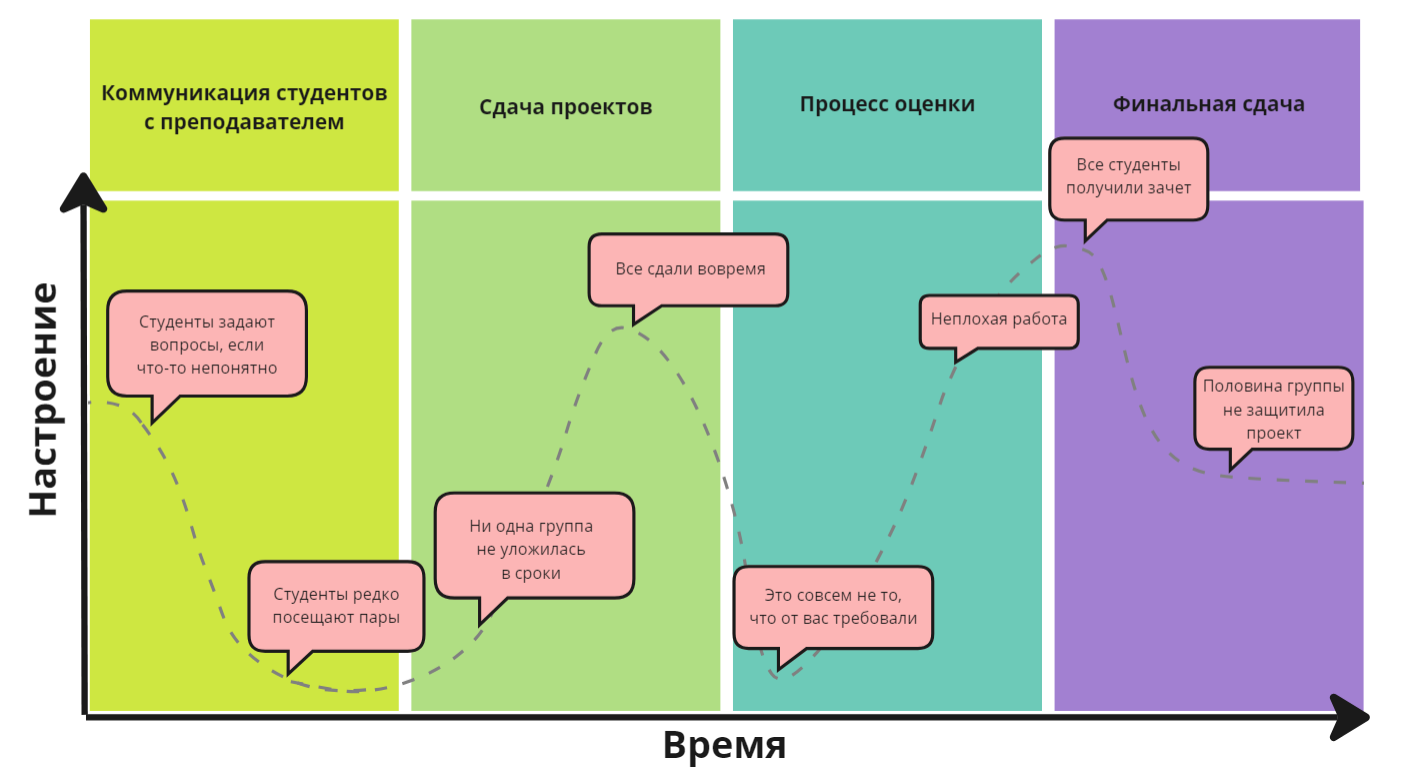 Коммуникация студентов
с преподавателем
Сдача проектов
Процесс оценки
Финальная сдача
Все студенты
получили зачет
Все сдали вовремя
Студенты задают
вопросы, если
что-то непонятно
Неплохая работа
Половина группы
не защитила
проект
Ни одна группа
не уложилась
в сроки
Студенты редко
посещают пары
Это совсем не то,
что от вас требовали
Настроение
Время